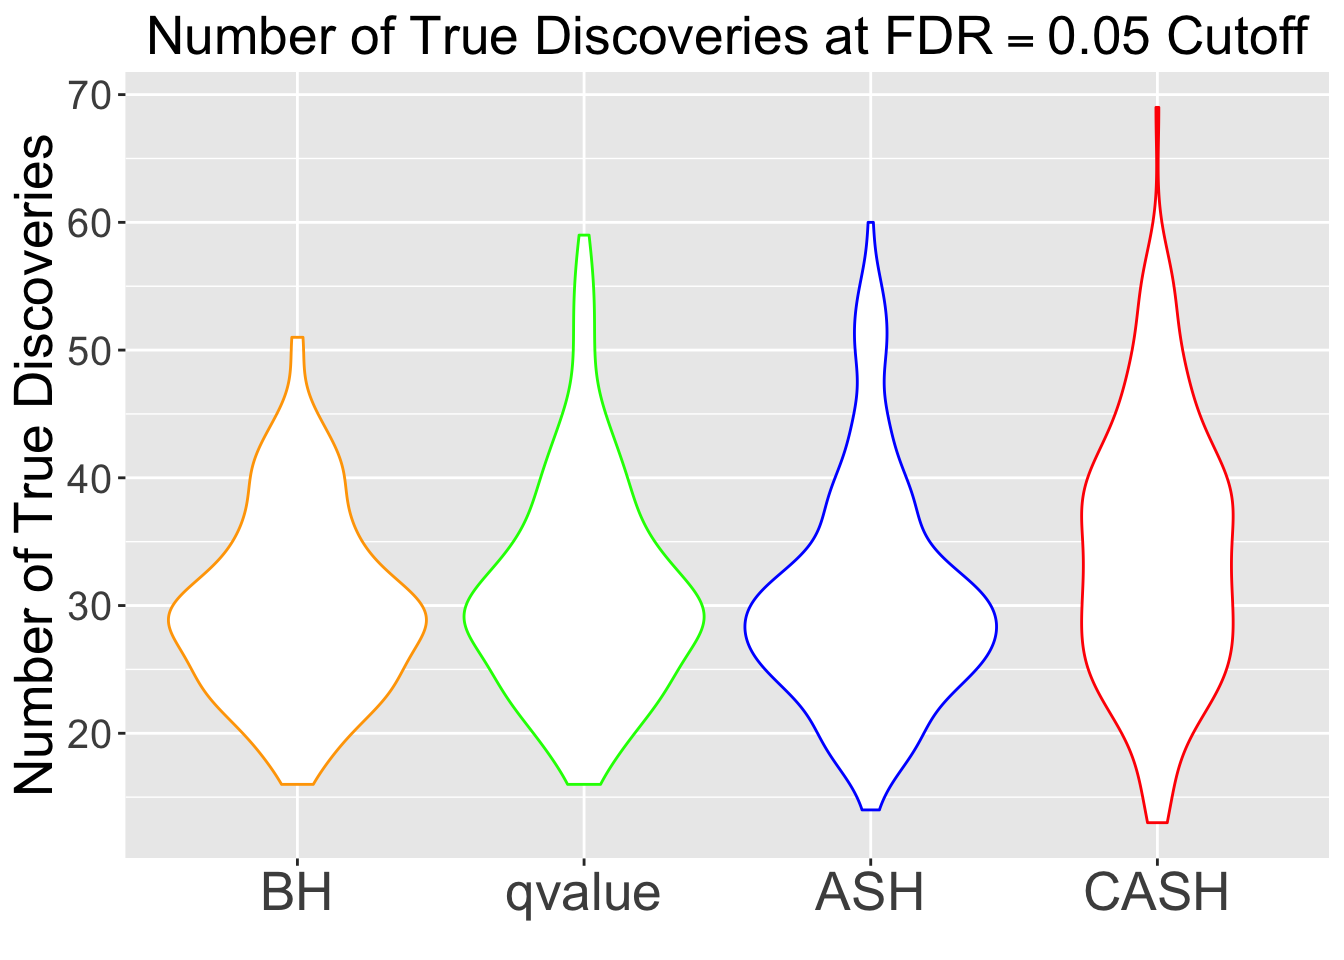 Number of True Discoveries at FDR = 0.05 Cutoff
Number of True Discoveries
70
60
50
40
30
20
BH
qvalue
ASH
CASH